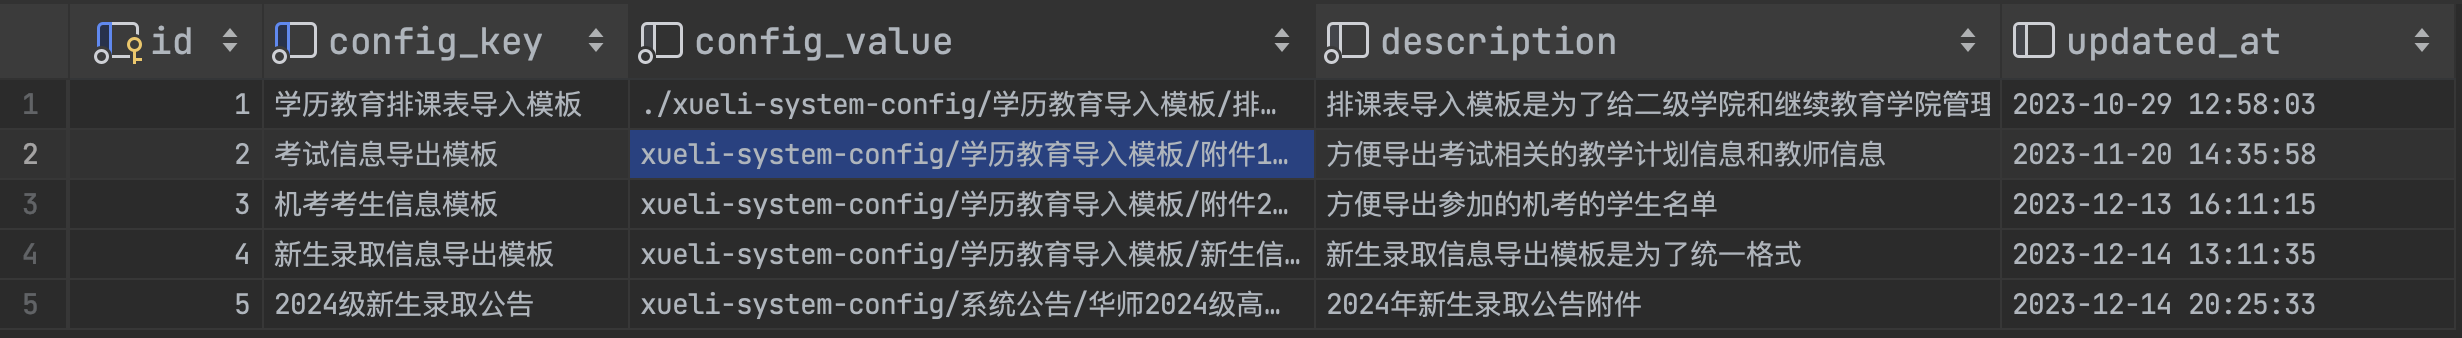 id config_key config_value description updated_at
1 1 学历教育排课表导入模板 ./xueli-system-config/学历教育导入模板/排… 排课表导入模板是为了给二级学院和继续教育学院管理 2023-10-29 12:58:03
2 2 考试信息导出模板 xueli-system-config/学历教育导入模板/附件1… 方便导出考试相关的教学计划信息和教师信息 2023-11-20 14:35:58
3 3 机考考生信息模板 xueli-system-config/学历教育导入模板/附件2… 方便导出参加的机考的学生名单 2023-12-13 16:11:15
4 4 新生录取信息导出模板 xueli-system-config/学历教育导入模板/新生信… 新生录取信息导出模板是为了统一格式 2023-12-14 13:11:35
5 5 2024级新生录取公告 xueli-system-config/系统公告/华师2024级高… 2024年新生录取公告附件 2023-12-14 20:25:33